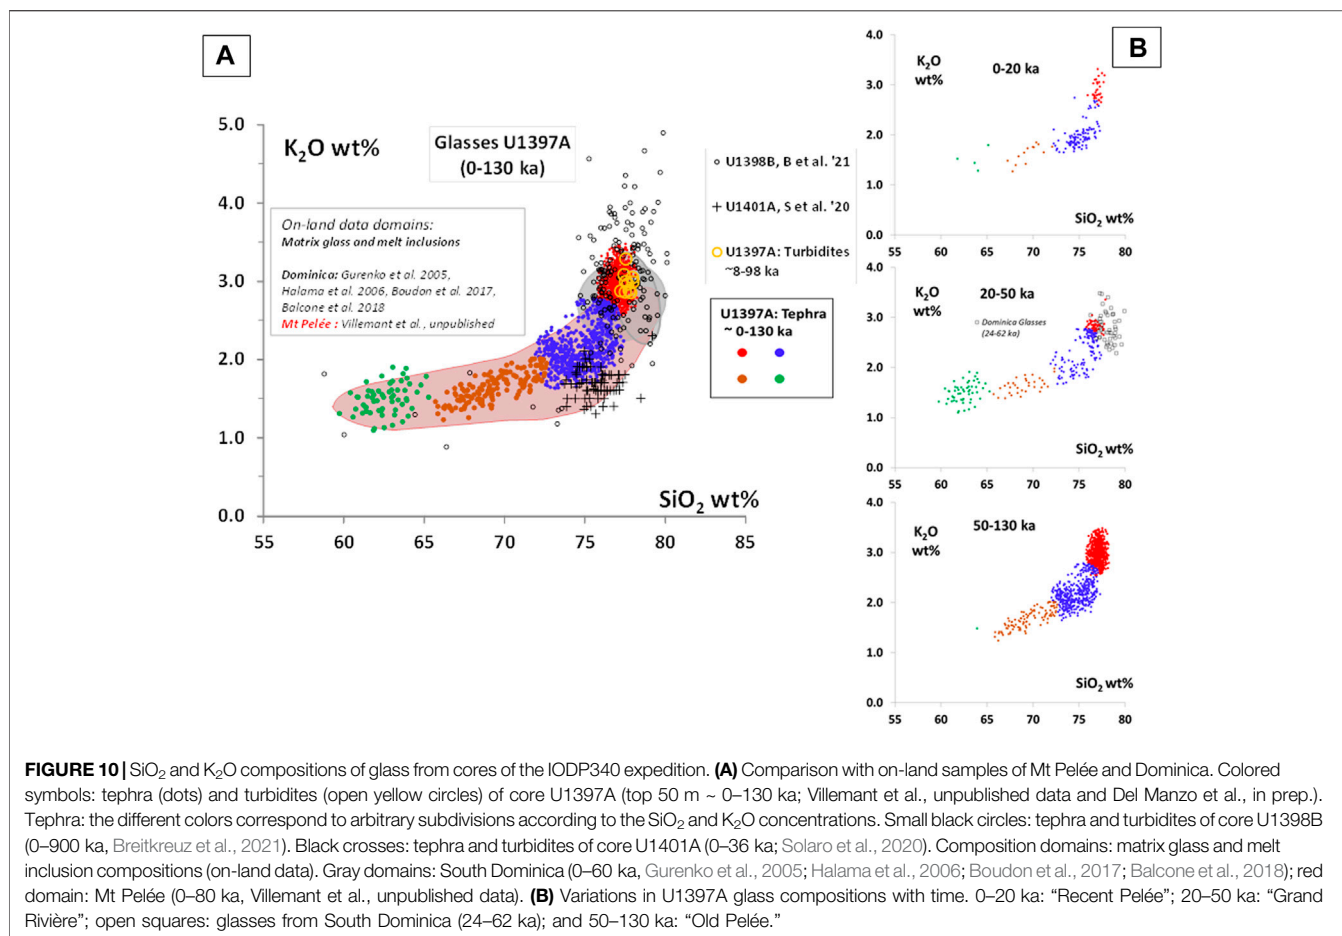 A
5.0
4.0
3.0
2.0
1.0
0.0
K2O wt%
Glasses U1397A
(0-130 ka)
On-land data domains:
Matrix glass and melt inclusions
Dominica: Gurenko et al. 2005,
Halama et al. 2006, Boudon et al. 2017,
Balcone et al. 2018
Mt Pelée : Villemant et al., unpublished
SiO2 wt%
55 60 65 70 75 80 85
U1398B, B et al. '21
U1401A, S et al. '20
U1397A: Turbidites
~8-98 ka
U1397A: Tephra
~ 0-130 ka
B
4.0
3.0
2.0
1.0
0.0
K2O
wt%
0-20 ka
SiO2 wt%
55 60 65 70 75 80
4.0
3.0
2.0
1.0
0.0
K2O
wt%
20-50 ka
Dominica Glasses
(24-62 ka)
SiO2 wt%
55 60 65 70 75 80
4.0
3.0
2.0
1.0
0.0
K2O
wt%
50-130 ka
SiO2 wt%
55 60 65 70 75 80
FIGURE 10 | SiO2 and K2O compositions of glass from cores of the IODP340 expedition. (A) Comparison with on-land samples of Mt Pelée and Dominica. Colored
symbols: tephra (dots) and turbidites (open yellow circles) of core U1397A (top 50 m ~ 0–130 ka; Villemant et al., unpublished data and Del Manzo et al., in prep.).
Tephra: the different colors correspond to arbitrary subdivisions according to the SiO2 and K2O concentrations. Small black circles: tephra and turbidites of core U1398B
(0–900 ka, Breitkreuz et al., 2021). Black crosses: tephra and turbidites of core U1401A (0–36 ka; Solaro et al., 2020). Composition domains: matrix glass and melt
inclusion compositions (on-land data). Gray domains: South Dominica (0–60 ka, Gurenko et al., 2005; Halama et al., 2006; Boudon et al., 2017; Balcone et al., 2018); red
domain: Mt Pelée (0–80 ka, Villemant et al., unpublished data). (B) Variations in U1397A glass compositions with time. 0–20 ka: “Recent Pelée”; 20–50 ka: “Grand
Rivière”; open squares: glasses from South Dominica (24–62 ka); and 50–130 ka: “Old Pelée.”